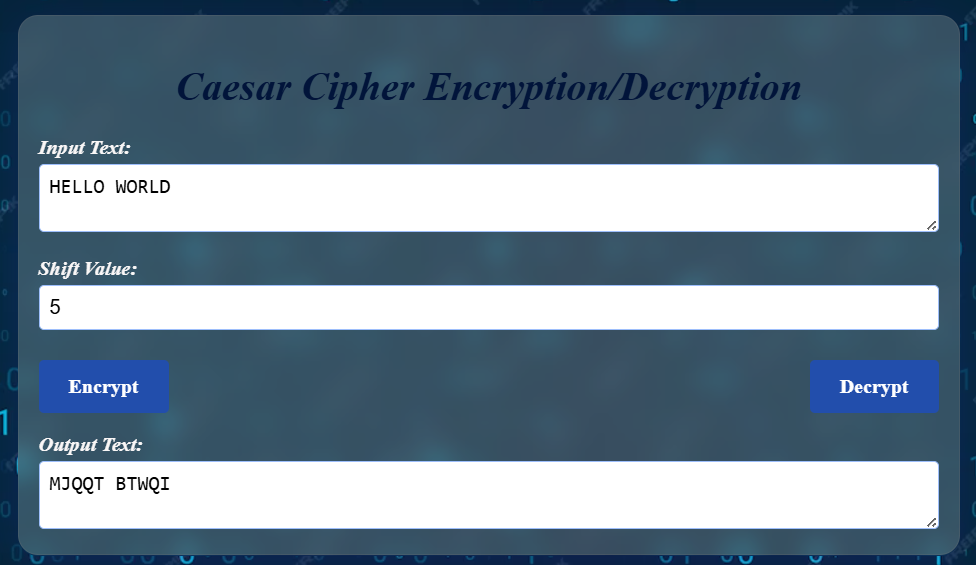 Caesar Cipher Encryption/Decryption
Input Text:
HELLO WORLD
Shift Value:
5
Encrypt
Decrypt
Output Text:
MJQQT BTWQI